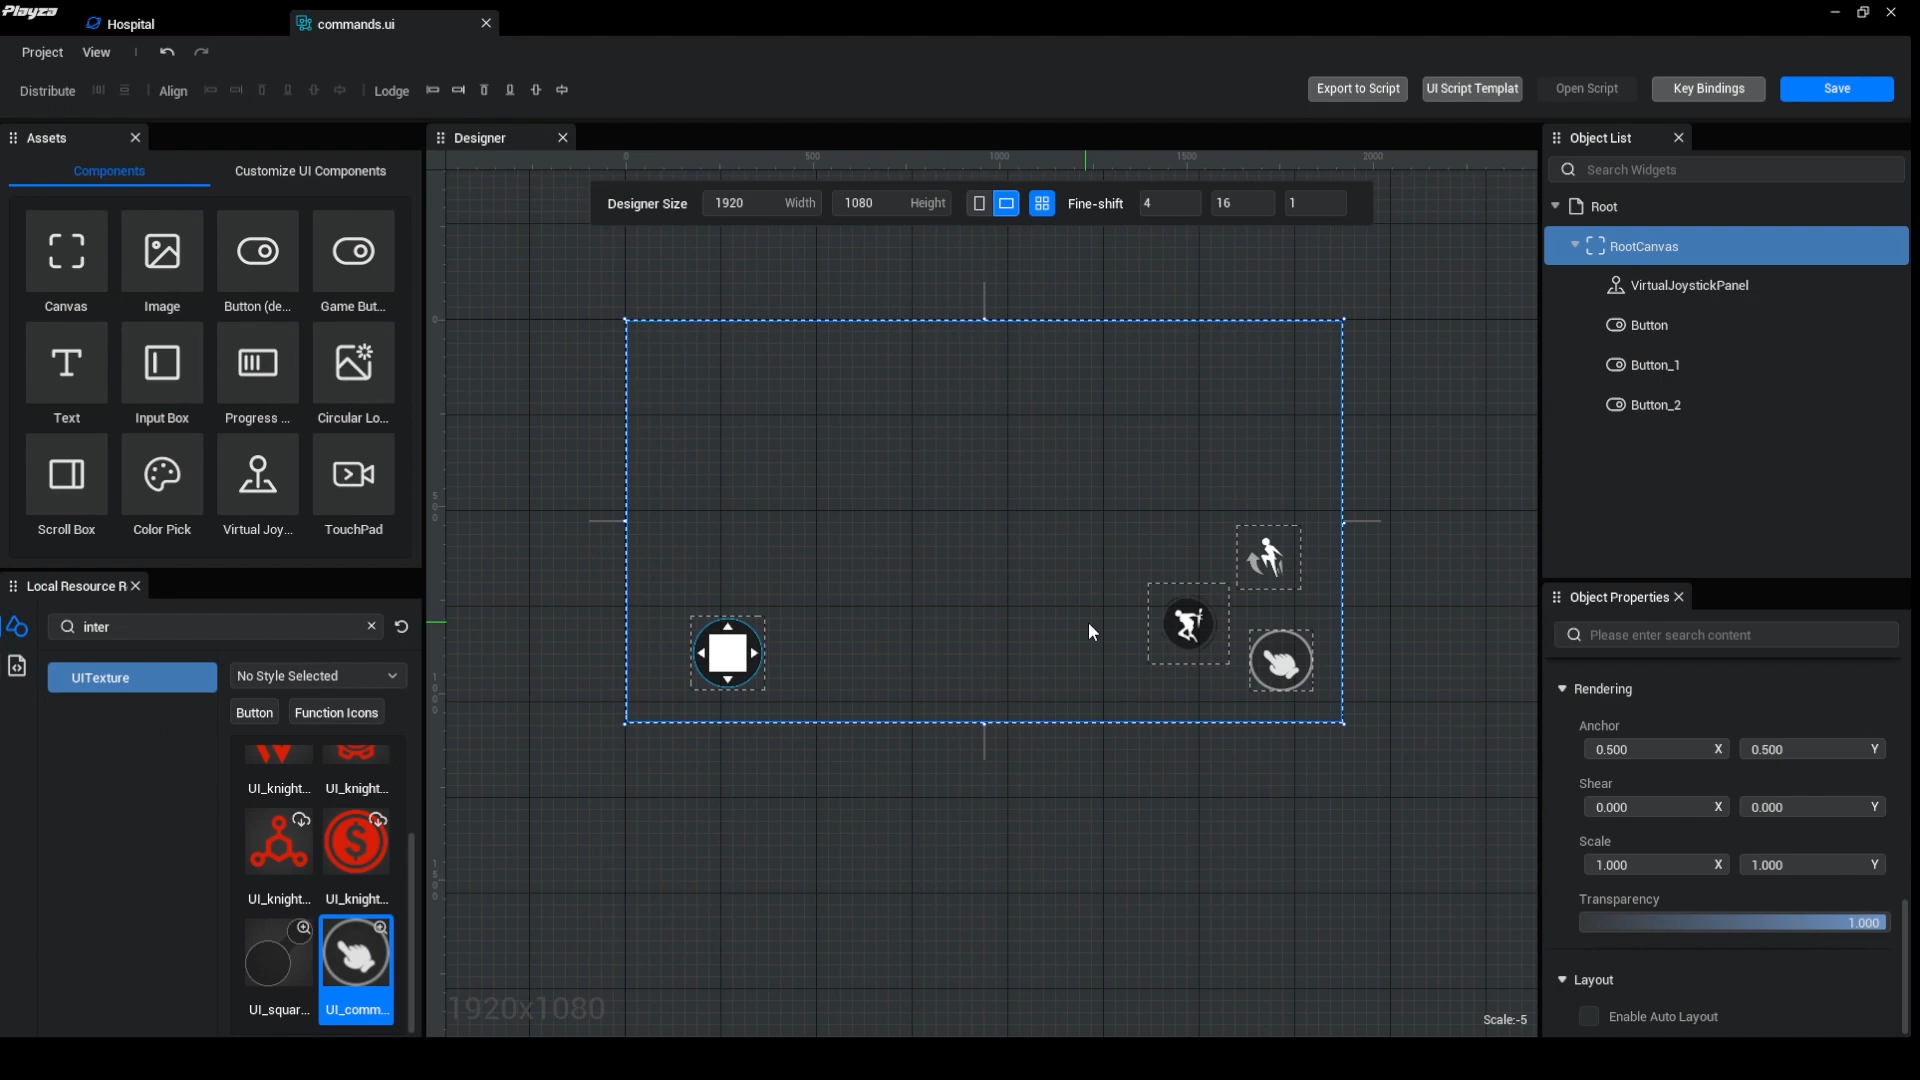 Playza
Hospital
commands.ui
Project View
Distribute Align Lodge
Export to Script UI Script Templat Open Script Key Bindings Save
Assets
Components Customize UI Components
Canvas Image Button (de... Game But...
Text Input Box Progress ... Circular Lo...
Scroll Box Color Pick Virtual Joy... TouchPad
Local Resource R
inter
UITexture
No Style Selected
Button Function Icons
UI_knight... UI_knight...
UI_knight... UI_knight...
UI_squar... UI_comm...
Designer
0 500 1000 1500 2000
Designer Size 1920 Width 1080 Height Fine-shift 4 16 1
0
500
1000
1500
1920x1080
Scale:-5
Object List
Search Widgets
Root
RootCanvas
VirtualJoystickPanel
Button
Button_1
Button_2
Object Properties
Please enter search content
Rendering
Anchor
0.500 X 0.500 Y
Shear
0.000 X 0.000 Y
Scale
1.000 X 1.000 Y
Transparency
1.000
Layout
Enable Auto Layout